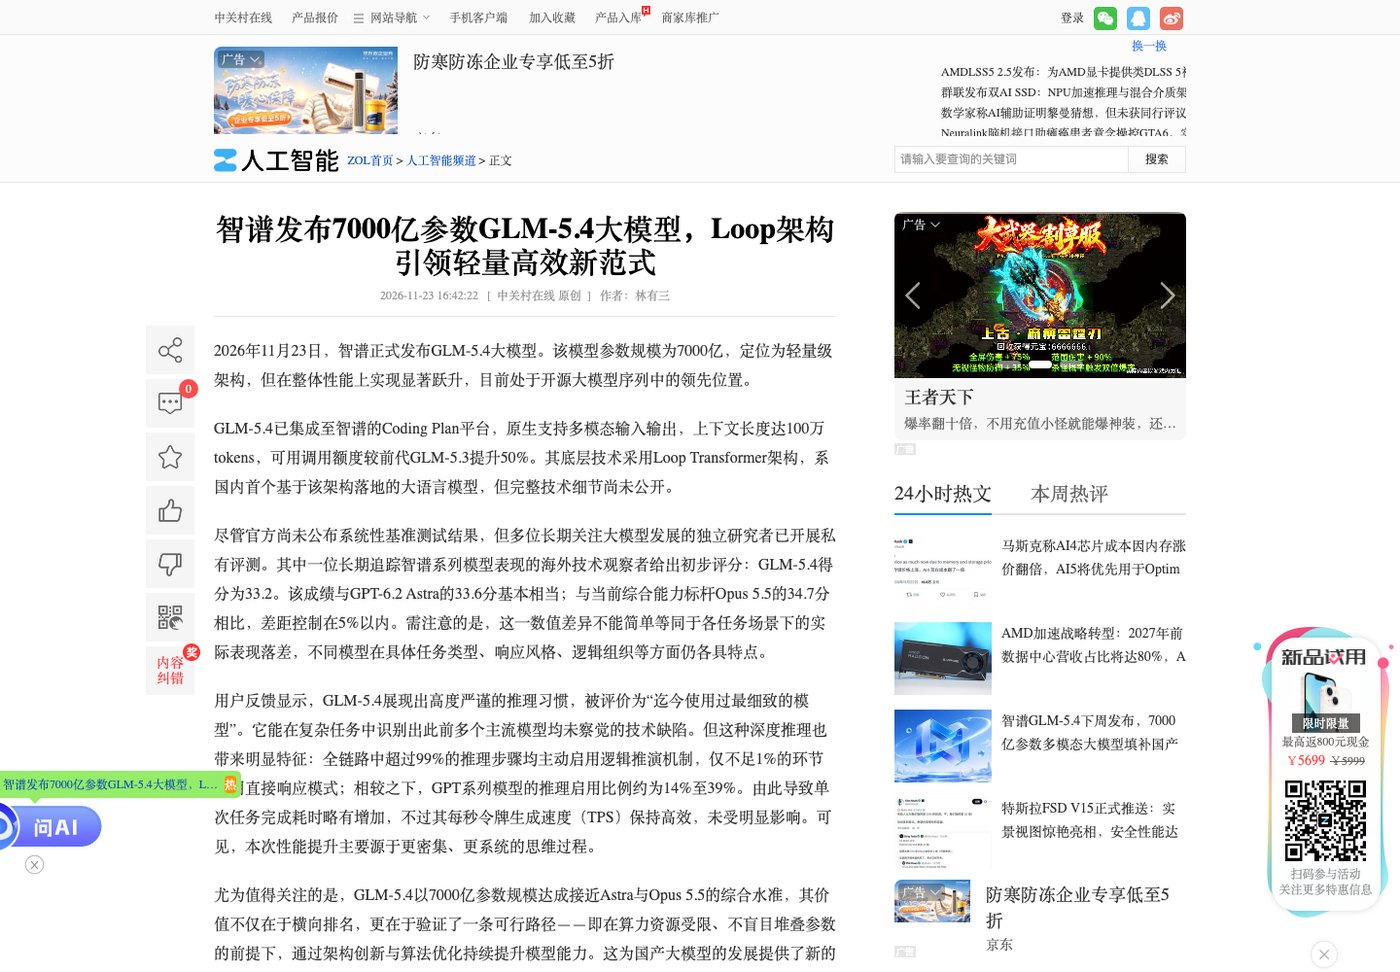 中关村在线 产品报价 网站导航 手机客户端 加入收藏 产品入库 H 商家库推广
登录
广告
防寒防冻企业专享低至5折
换一换
AMDLSS5 2.5发布：为AMD显卡提供类DLSS 5
群联发布双AI SSD：NPU加速推理与混合介质架
数学家称AI辅助证明黎曼猜想，但未获同行评议
Neuralink脑机接口助瘫痪患者意念操控GTA6，
人工智能 ZOL首页 > 人工智能频道 > 正文
请输入要查询的关键词 搜索
智谱发布7000亿参数GLM-5.4大模型，Loop架构
引领轻量高效新范式
2026-11-23 16:42:22 [ 中关村在线 原创 ] 作者：林有三
2026年11月23日，智谱正式发布GLM-5.4大模型。该模型参数规模为7000亿，定位为轻量级
架构，但在整体性能上实现显著跃升，目前处于开源大模型序列中的领先位置。
GLM-5.4已集成至智谱的Coding Plan平台，原生支持多模态输入输出，上下文长度达100万
tokens，可用调用额度较前代GLM-5.3提升50%。其底层技术采用Loop Transformer架构，系
国内首个基于该架构落地的大语言模型，但完整技术细节尚未公开。
尽管官方尚未公布系统性基准测试结果，但多位长期关注大模型发展的独立研究者已开展私
有评测。其中一位长期追踪智谱系列模型表现的海外技术观察者给出初步评分：GLM-5.4得
分为33.2。该成绩与GPT-6.2 Astra的33.6分基本相当；与当前综合能力标杆Opus 5.5的34.7分
相比，差距控制在5%以内。需注意的是，这一数值差异不能简单等同于各任务场景下的实
际表现落差，不同模型在具体任务类型、响应风格、逻辑组织等方面仍各具特点。
用户反馈显示，GLM-5.4展现出高度严谨的推理习惯，被评价为“迄今使用过最细致的模
型”。它能在复杂任务中识别出此前多个主流模型均未察觉的技术缺陷。但这种深度推理也
带来明显特征：全链路中超过99%的推理步骤均主动启用逻辑推演机制，仅不足1%的环节
直接响应模式；相较之下，GPT系列模型的推理启用比例约为14%至39%。由此导致单
次任务完成耗时略有增加，不过其每秒令牌生成速度（TPS）保持高效，未受明显影响。可
见，本次性能提升主要源于更密集、更系统的思维过程。
尤为值得关注的是，GLM-5.4以7000亿参数规模达成接近Astra与Opus 5.5的综合水准，其价
值不仅在于横向排名，更在于验证了一条可行路径——即在算力资源受限、不盲目堆叠参数
的前提下，通过架构创新与算法优化持续提升模型能力。这为国产大模型的发展提供了新的
0
奖
内容
纠错
智谱发布7000亿参数GLM-5.4大模型，L... 热
问AI
广告
王者天下
爆率翻十倍，不用充值小怪就能爆神装，还...
广告
24小时热文 本周热评
马斯克称AI4芯片成本因内存涨
价翻倍，AI5将优先用于Optim
AMD加速战略转型：2027年前
数据中心营收占比将达80%，A
智谱GLM-5.4下周发布，7000
亿参数多模态大模型填补国产
特斯拉FSD V15正式推送：实
景视图惊艳亮相，安全性能达
广告
防寒防冻企业专享低至5
折
京东
广告
新品试用
限时限量
最高返800元现金
￥5699 ￥5999
扫码参与活动
关注更多特惠信息